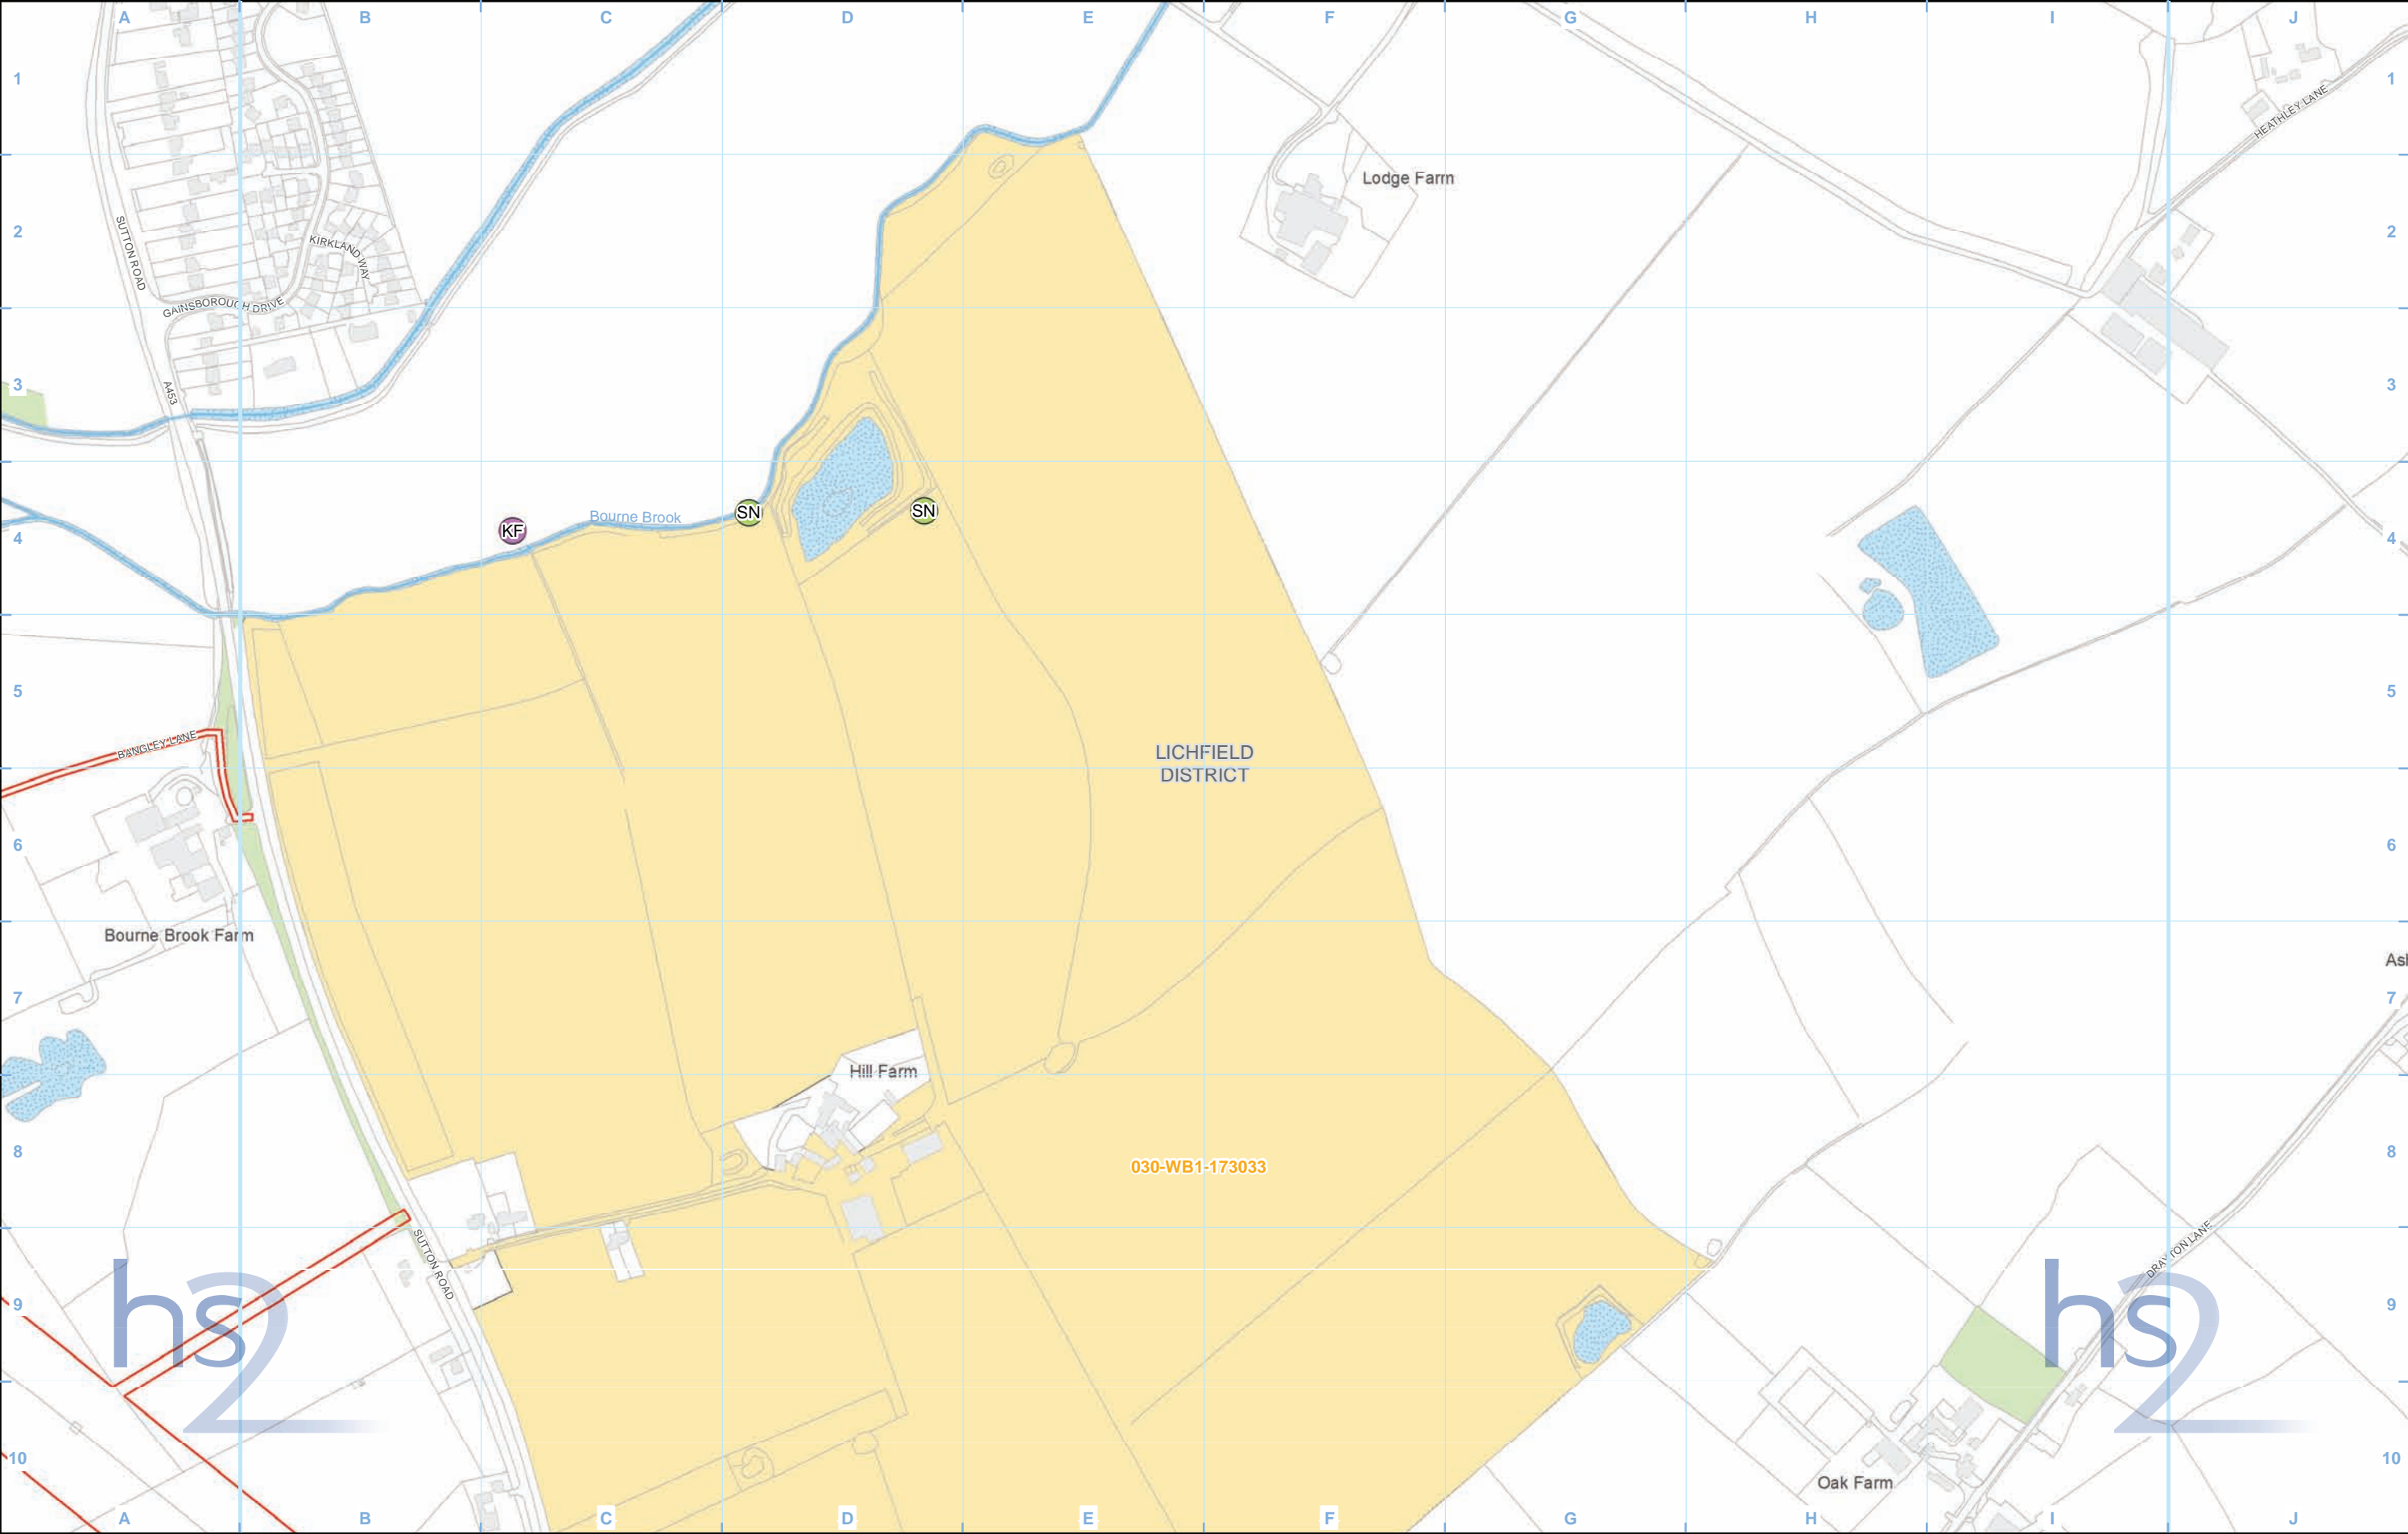 A B C D E F G H I J
1 1
HEATHLEY LANE
Lodge Farm
SUTTON ROAD
2 2
KIRKLAND WAY
GAINSBOROUGH DRIVE
3 3
A453
KF
Bourne Brook
SN
SN
4 4
5 5
BANGLEY LANE
LICHFIELD
DISTRICT
6 6
Bourne Brook Farm
7 7
Hill Farm
8 8
030-WB1-173033
SUTTON ROAD
DRAYTON LANE
hs2
hs2
9 9
10 10
Oak Farm
A B C D E F G H I J